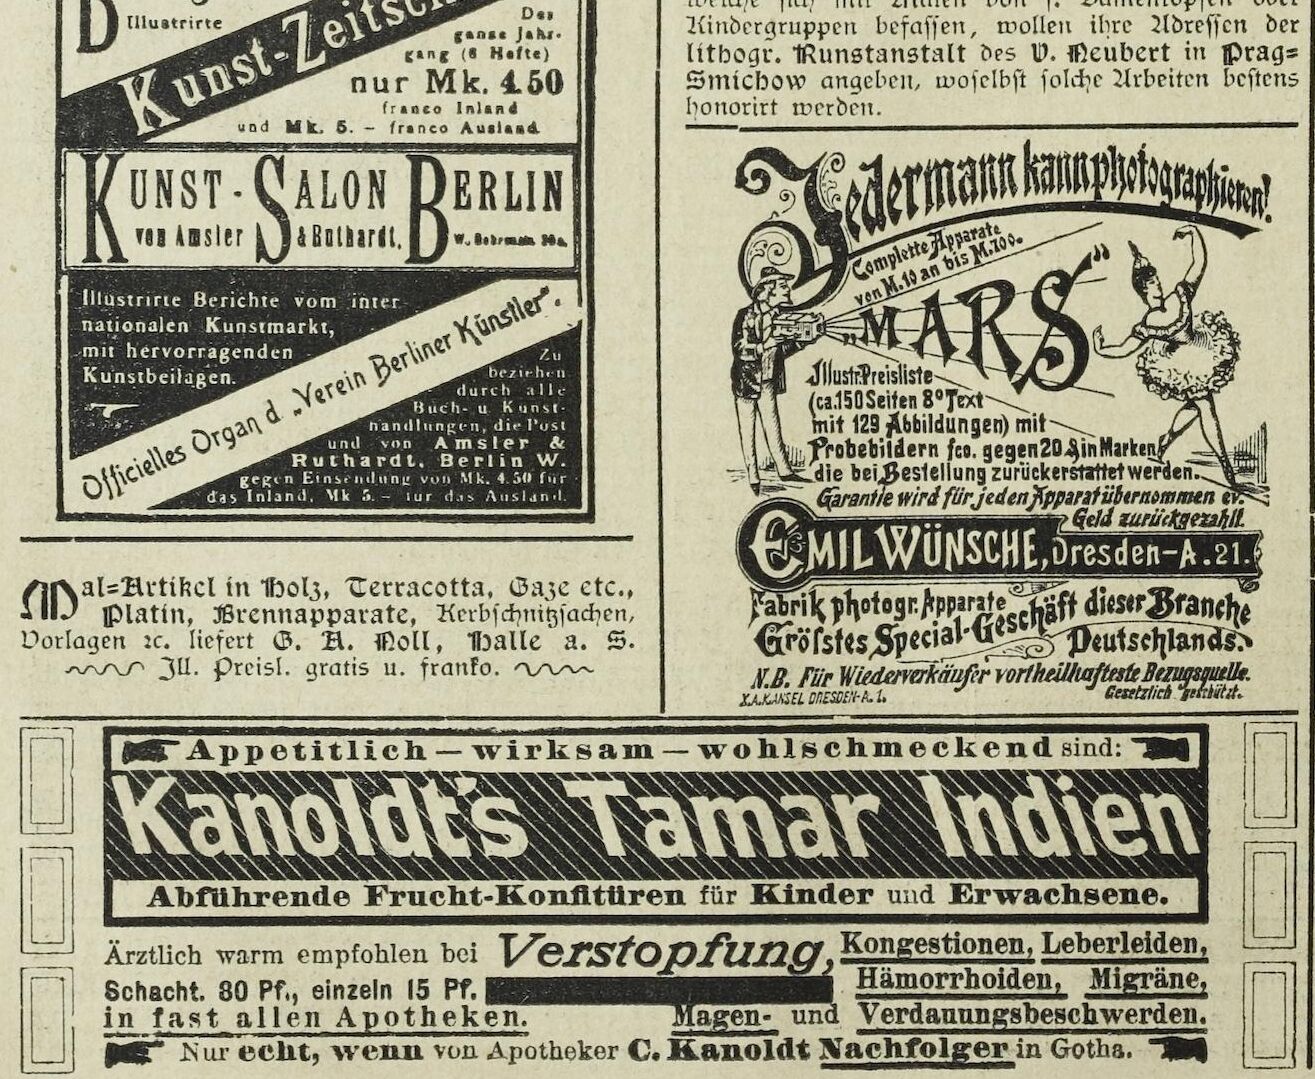 Illustrirte
Kunst-Zeitsch
Das
ganze Jahr-
gang (8 Hefte)
nur Mk. 4.50
franco Inland
und Mk. 5. – franco Ausland.
KUNST-SALON BERLIN
von Amsler & Ruthardt,
Illustrirte Berichte vom inter
nationalen Kunstmarkt,
mit hervorragenden
Kunstbeilagen.
Officielles Organ d. „Verein Berliner Künstler".
Zu
beziehen
durch alle
Buch- u. Kunst-
handlungen, die Post
und von Amsler &
Ruthardt, Berlin W.
gegen Einsendung von Mk. 4.50 für
das Inland, Mk 5. – für das Ausland.
Mal=Artikel in Holz, Terracotta, Gaze etc.,
Platin, Brennapparate, Kerbschnitzsachen,
Vorlagen ꝛc. liefert G. A. Noll, Halle a. S.
Ill. Preisl. gratis u. franko.
Kindergruppen befassen, wollen ihre Adressen der
lithogr. Kunstanstalt des V. Neubert in Prag=
Smichow angeben, woselbst solche Arbeiten bestens
honorirt werden.
Jedermann kann photographieren!
Complette Apparate
von M. 10 an bis M. 700.
„MARS“
Illustr. Preisliste
(ca. 150 Seiten 8° Text
mit 129 Abbildungen) mit
Probebildern fco. gegen 20 ₰ in Marken,
die bei Bestellung zurückerstattet werden.
Garantie wird für jeden Apparat übernommen ev.
Geld zurückgezahlt.
EMIL WÜNSCHE, Dresden-A. 21.
Fabrik photogr. Apparate
Größtes Special-Geschäft dieser Branche
Deutschlands.
N.B. Für Wiederverkäufer vortheilhafteste Bezugsquelle.
X.A. KANSEL DRESDEN-A. 1.
Gesetzlich geschützt.
Appetitlich – wirksam – wohlschmeckend sind:
Kanoldt's Tamar Indien
Abführende Frucht-Konfitüren für Kinder und Erwachsene.
Ärztlich warm empfohlen bei Verstopfung, Kongestionen, Leberleiden,
Schacht. 80 Pf., einzeln 15 Pf. Hämorrhoiden, Migräne,
in fast allen Apotheken. Magen- und Verdauungsbeschwerden.
Nur echt, wenn von Apotheker C. Kanoldt Nachfolger in Gotha.